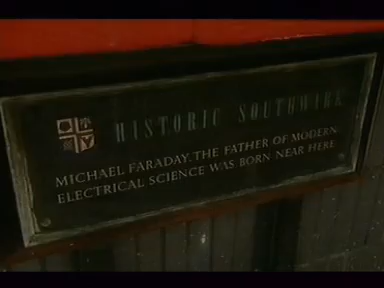 HISTORIC SOUTHWARK
MICHAEL FARADAY.THE FATHER OF MODERN
ELECTRICAL SCIENCE WAS BORN NEAR HERE